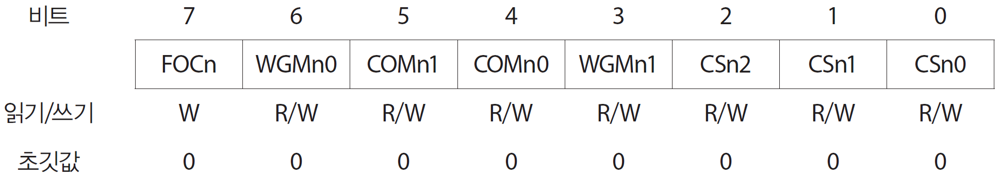 비트 7 6 5 4 3 2 1 0
FOCn WGMn0 COMn1 COMn0 WGMn1 CSn2 CSn1 CSn0
읽기/쓰기 W R/W R/W R/W R/W R/W R/W R/W
초깃값 0 0 0 0 0 0 0 0